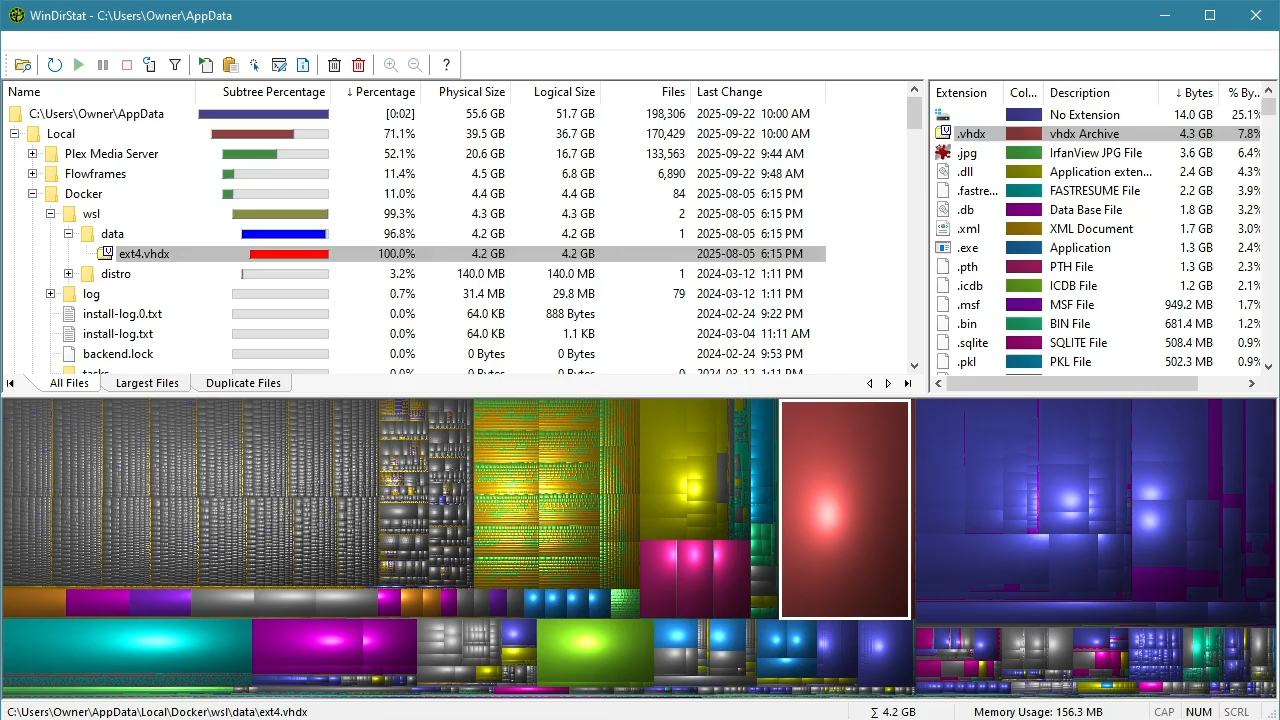 WinDirStat - C:\Users\Owner\AppData
Name Subtree Percentage ↓ Percentage Physical Size Logical Size Files Last Change
C:\Users\Owner\AppData [0:02] 55.6 GB 51.7 GB 198,306 2025-09-22 10:00 AM
Local 71.1% 39.5 GB 36.7 GB 170,429 2025-09-22 10:00 AM
Plex Media Server 52.1% 20.6 GB 16.7 GB 133,563 2025-09-22 9:44 AM
Flowframes 11.4% 4.5 GB 6.8 GB 6,890 2025-09-22 9:48 AM
Docker 11.0% 4.4 GB 4.4 GB 84 2025-08-05 6:15 PM
wsl 99.3% 4.3 GB 4.3 GB 2 2025-08-05 6:15 PM
data 96.8% 4.2 GB 4.2 GB 1 2025-08-05 6:15 PM
ext4.vhdx 100.0% 4.2 GB 4.2 GB 2025-08-05 6:15 PM
distro 3.2% 140.0 MB 140.0 MB 1 2024-03-12 1:11 PM
log 0.7% 31.4 MB 29.8 MB 79 2024-03-12 1:11 PM
install-log.0.txt 0.0% 64.0 KB 888 Bytes 2024-02-24 9:22 PM
install-log.txt 0.0% 64.0 KB 1.1 KB 2024-03-04 11:11 AM
backend.lock 0.0% 0 Bytes 0 Bytes 2024-02-24 9:53 PM
tasks 0.0% 0 Bytes 0 Bytes 0 2024-03-12 1:11 PM
All Files Largest Files Duplicate Files
Extension Col... Description ↓ Bytes % By...
No Extension 14.0 GB 25.1%
.vhdx vhdx Archive 4.3 GB 7.8%
.jpg IrfanView JPG File 3.6 GB 6.4%
.dll Application exten... 2.4 GB 4.3%
.fastre... FASTRESUME File 2.2 GB 3.9%
.db Data Base File 1.8 GB 3.2%
.xml XML Document 1.7 GB 3.0%
.exe Application 1.3 GB 2.4%
.pth PTH File 1.3 GB 2.3%
.icdb ICDB File 1.2 GB 2.1%
.msf MSF File 949.2 MB 1.7%
.bin BIN File 681.4 MB 1.2%
.sqlite SQLITE File 508.4 MB 0.9%
.pkl PKL File 502.3 MB 0.9%
C:\Users\Owner\AppData\Local\Docker\wsl\data\ext4.vhdx ∑ 4.2 GB Memory Usage: 156.3 MB CAP NUM SCRL